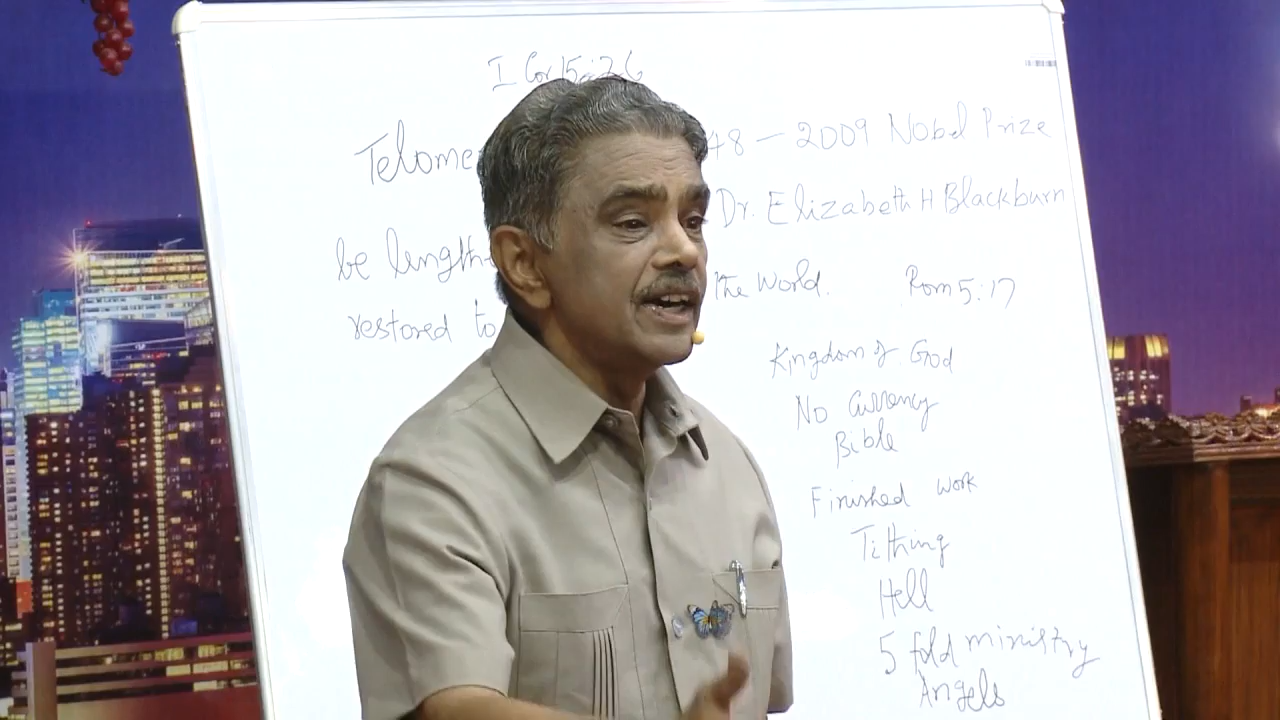 I Cor 15:26
Telome 48 – 2009 Nobel Prize
Dr. Elizabeth H Blackburn
be length the World. Rom 5:17
restored to
Kingdom of God
No Currency
Bible
Finished work
Tithing
Hell
5 fold ministry
Angels